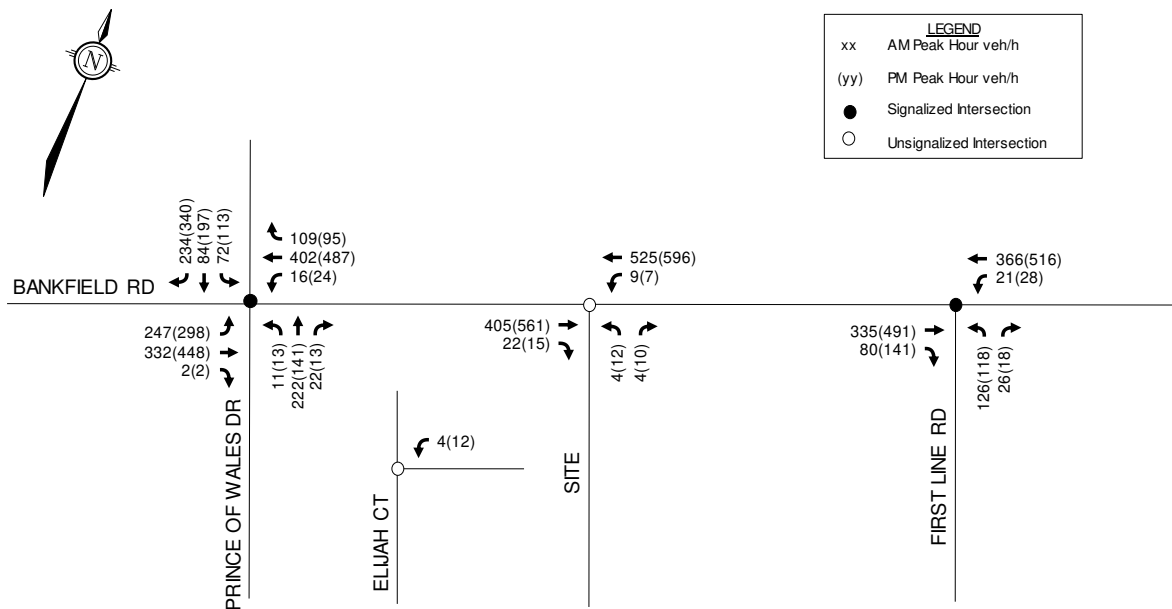 N
LEGEND
xx AM Peak Hour veh/h
(yy) PM Peak Hour veh/h
Signalized Intersection
Unsignalized Intersection
234(340)
84(197)
72(113)
109(95)
402(487)
16(24)
BANKFIELD RD
247(298)
332(448)
2(2)
11(13)
222(141)
22(13)
PRINCE OF WALES DR
4(12)
ELIJAH CT
525(596)
9(7)
405(561)
22(15)
4(12)
4(10)
SITE
366(516)
21(28)
335(491)
80(141)
126(118)
26(18)
FIRST LINE RD